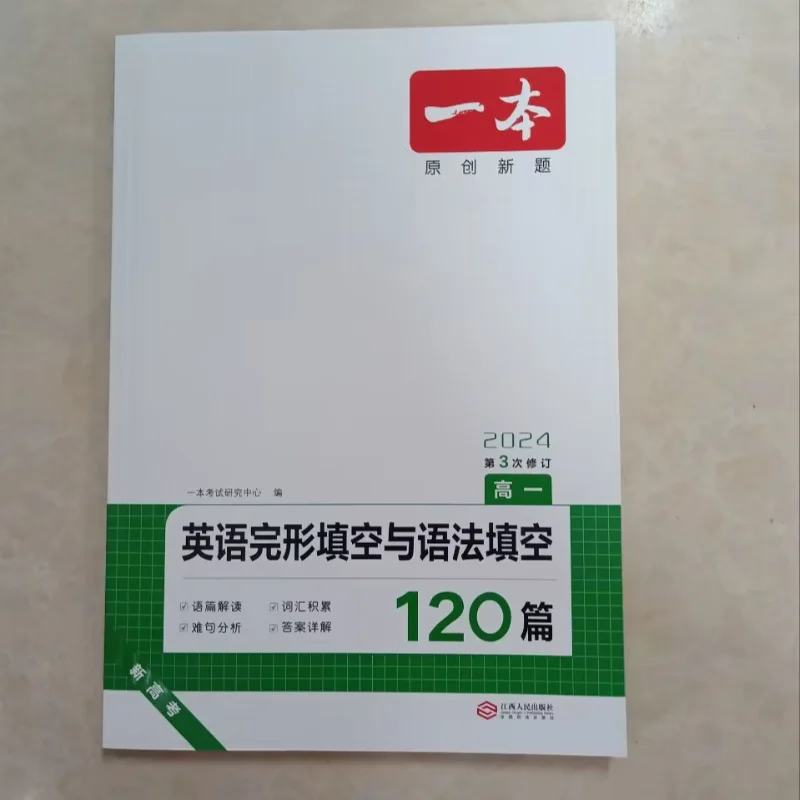 一本
原创新题
2024
第3次修订
一本考试研究中心 编
高一
英语完形填空与语法填空
120篇
语篇解读 词汇积累
难句分析 答案详解
新高考
江西人民出版社